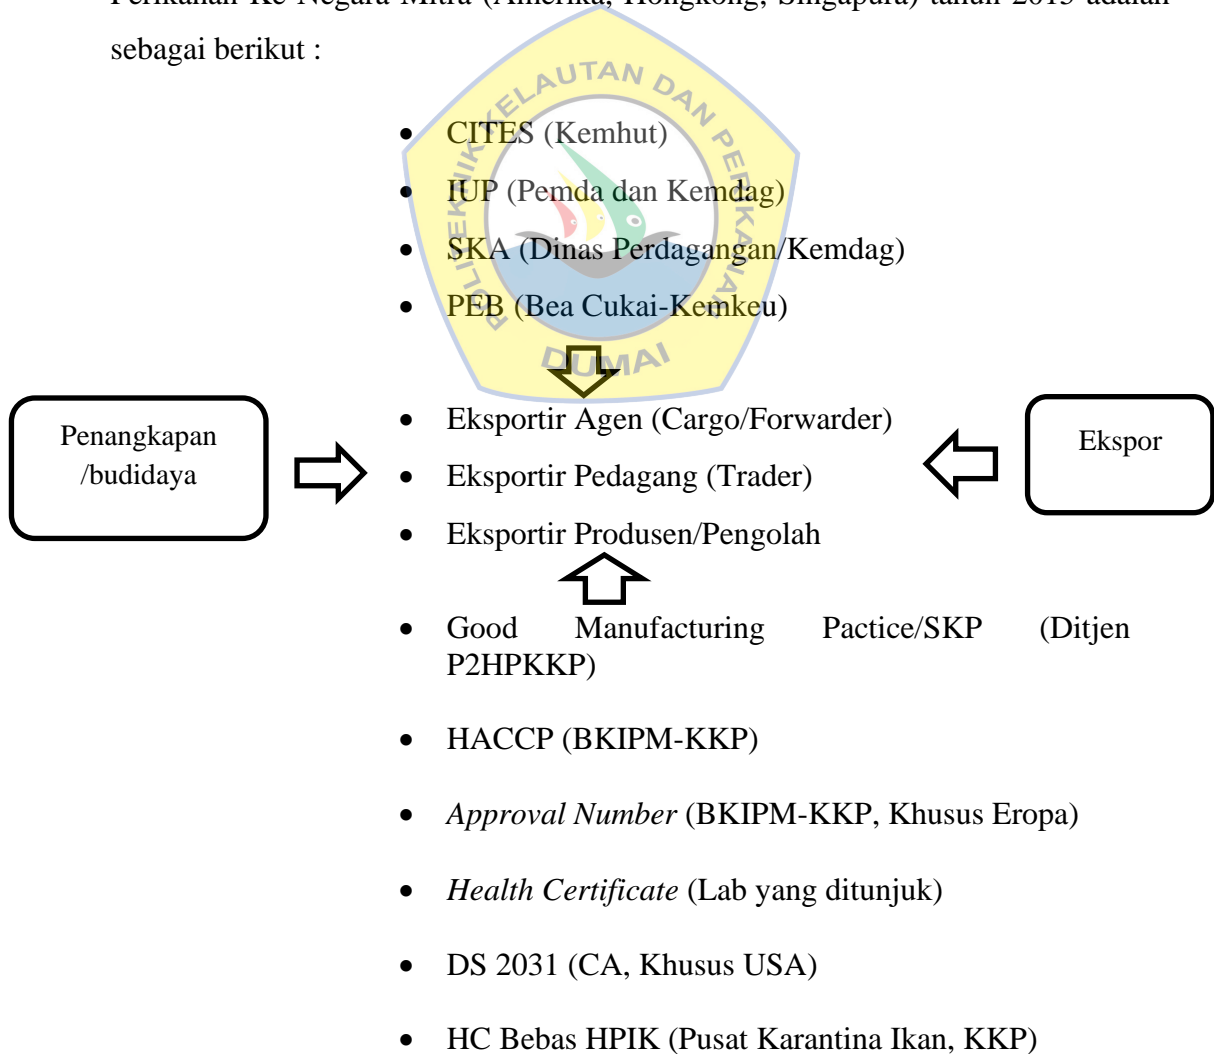 Perikanan Ke Negara Mitra (Amerika, Hongkong, Singapura) tahun 2015 adalah
sebagai berikut :
POLITEKNIK KELAUTAN DAN PERIKANAN
DUMAI
• CITES (Kemhut)
• IUP (Pemda dan Kemdag)
• SKA (Dinas Perdagangan/Kemdag)
• PEB (Bea Cukai-Kemkeu)
Penangkapan
/budidaya
• Eksportir Agen (Cargo/Forwarder)
• Eksportir Pedagang (Trader)
• Eksportir Produsen/Pengolah
Ekspor
• Good Manufacturing Pactice/SKP (Ditjen
P2HPKKP)
• HACCP (BKIPM-KKP)
• Approval Number (BKIPM-KKP, Khusus Eropa)
• Health Certificate (Lab yang ditunjuk)
• DS 2031 (CA, Khusus USA)
• HC Bebas HPIK (Pusat Karantina Ikan, KKP)